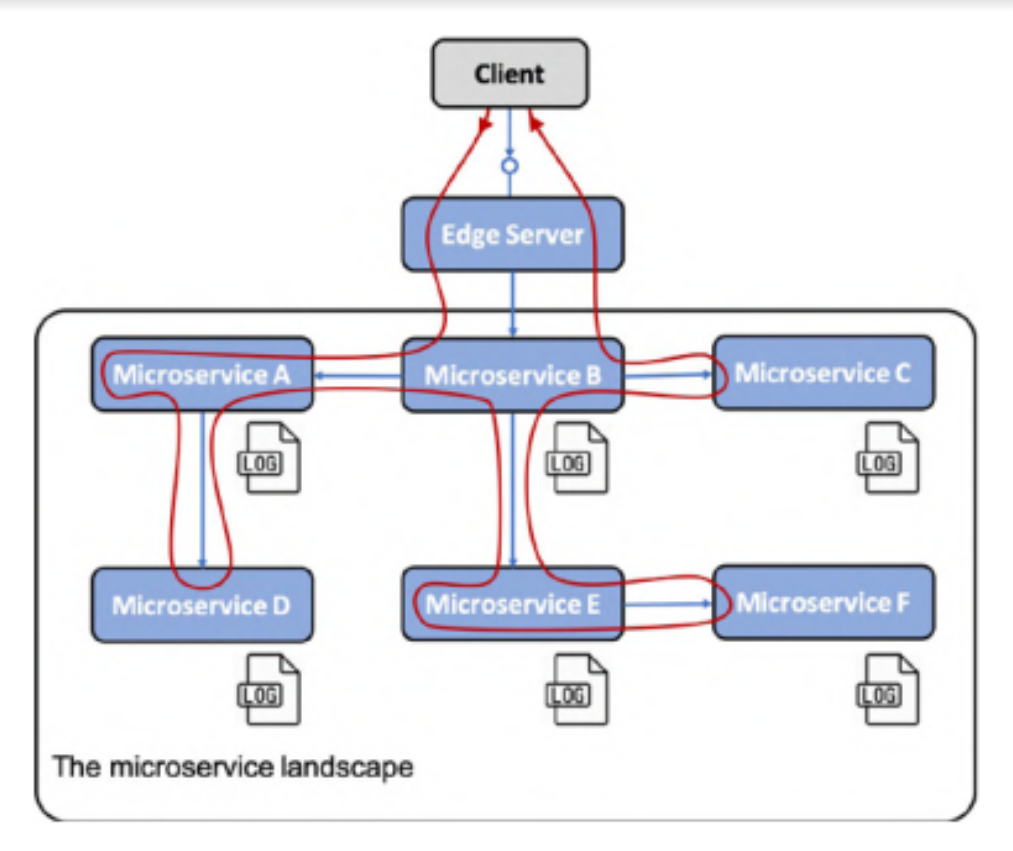 Client
Edge Server
Microservice A
Microservice B
Microservice C
LOG
LOG
LOG
Microservice D
Microservice E
Microservice F
LOG
LOG
LOG
The microservice landscape